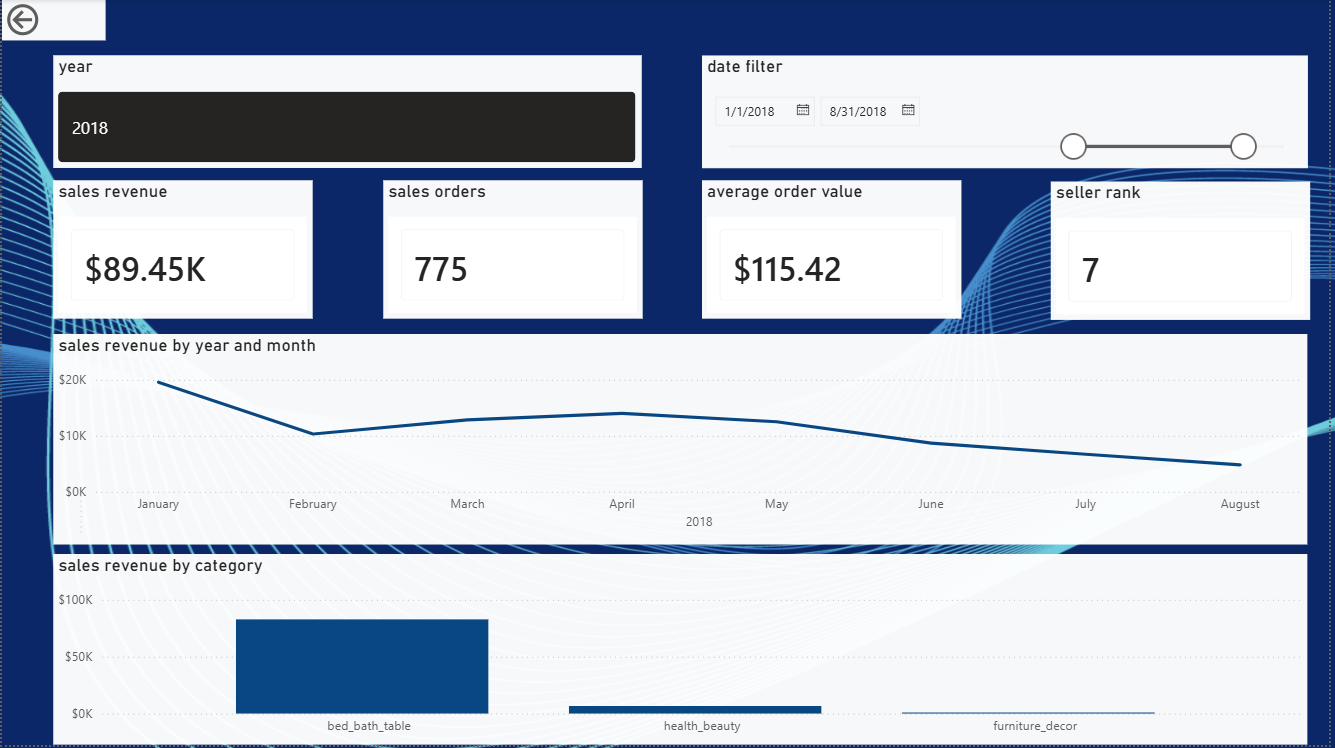 year
2018
date filter
1/1/2018 8/31/2018
sales revenue
$89.45K
sales orders
775
average order value
$115.42
seller rank
7
sales revenue by year and month
$20K
$10K
$0K
January February March April May June July August
2018
sales revenue by category
$100K
$50K
$0K
bed_bath_table health_beauty furniture_decor